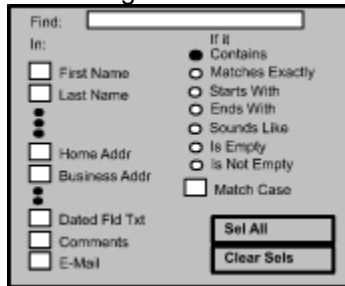 Find:
In:
First Name
Last Name
Home Addr
Business Addr
Dated Fld Txt
Comments
E-Mail
If it
Contains
Matches Exactly
Starts With
Ends With
Sounds Like
Is Empty
Is Not Empty
Match Case
Sel All
Clear Sels